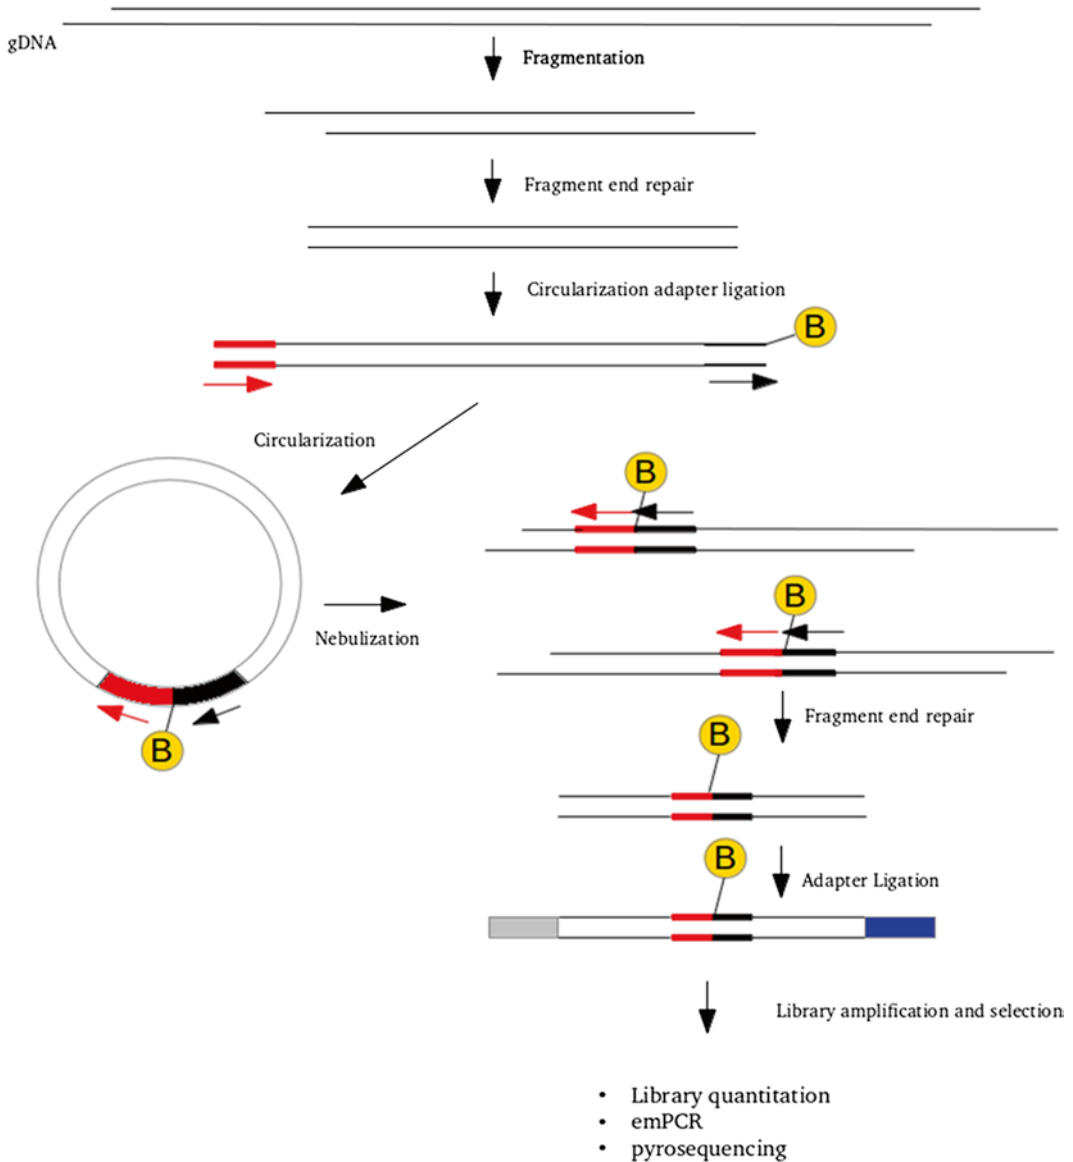 gDNA
Fragmentation
Fragment end repair
Circularization adapter ligation
B
Circularization
B
B
Nebulization
B
Fragment end repair
B
B
Adapter Ligation
Library amplification and selection
• Library quantitation
• emPCR
• pyrosequencing